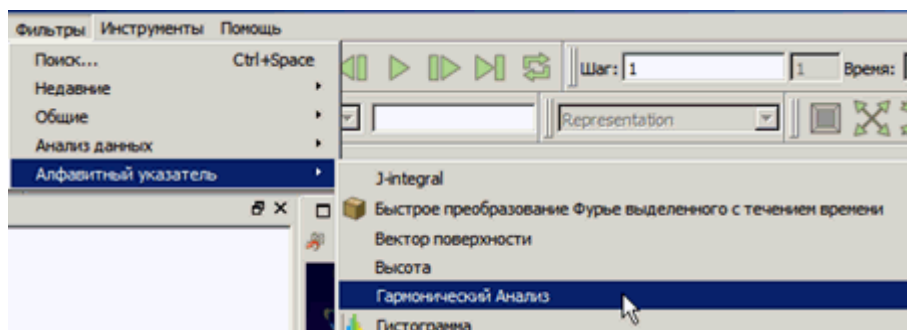 Фильтры Инструменты Помощь
Поиск... Ctrl+Space
Шаг: 1 1 Время:
Недавние
Общие
Representation
Анализ данных
Алфавитный указатель
J-integral
Быстрое преобразование Фурье выделенного с течением времени
Вектор поверхности
Высота
Гармонический Анализ
Гистограмма